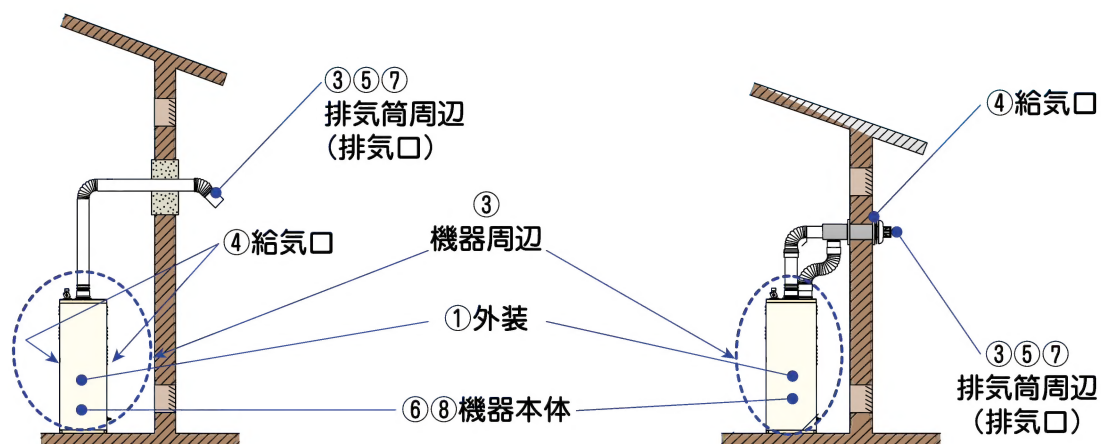 ③⑤⑦
排気筒周辺
（排気口）
④給気口
③
機器周辺
④給気口
①外装
⑥⑧機器本体
③⑤⑦
排気筒周辺
（排気口）